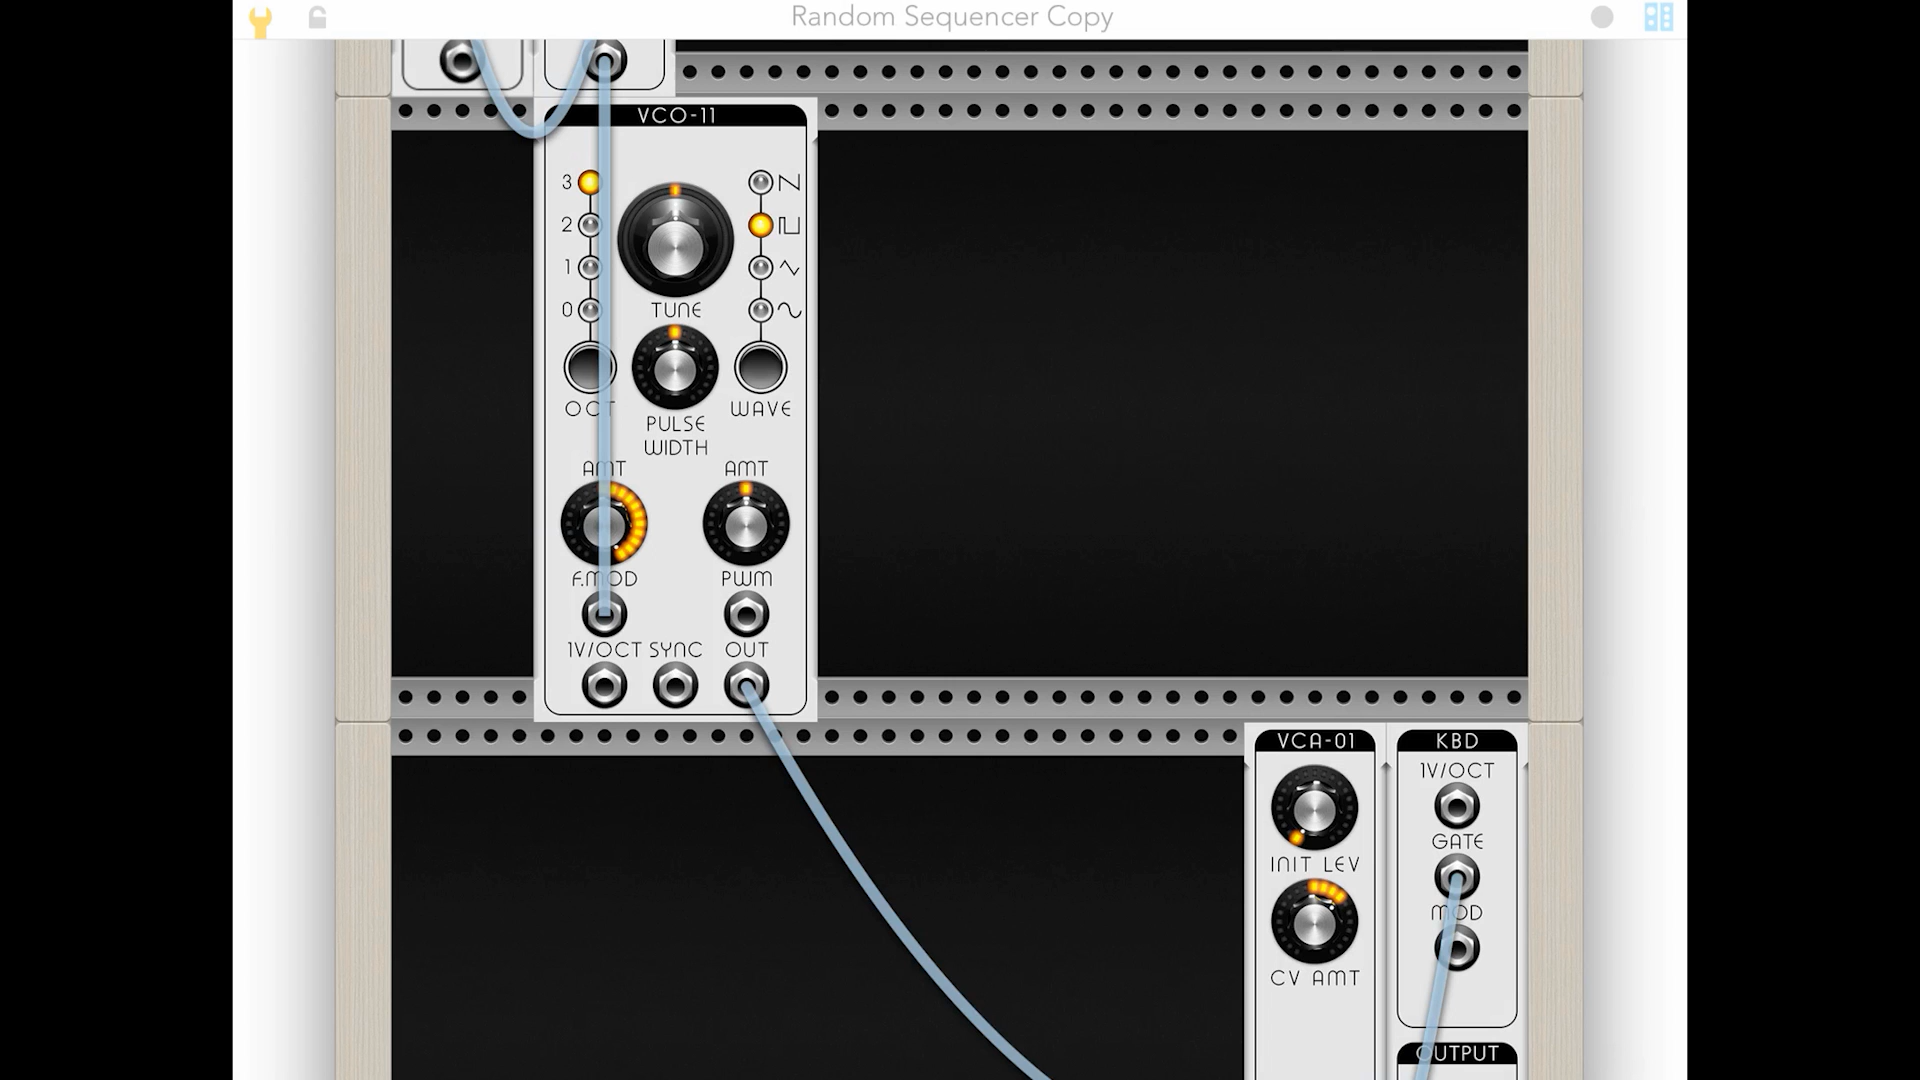 Random Sequencer Copy
VCO-11
3
2
1
0
TUNE
OCT
WAVE
PULSE
WIDTH
AMT AMT
F.MOD PWM
1V/OCT SYNC OUT
VCA-01
KBD
1V/OCT
GATE
INIT LEV
MOD
CV AMT
OUTPUT